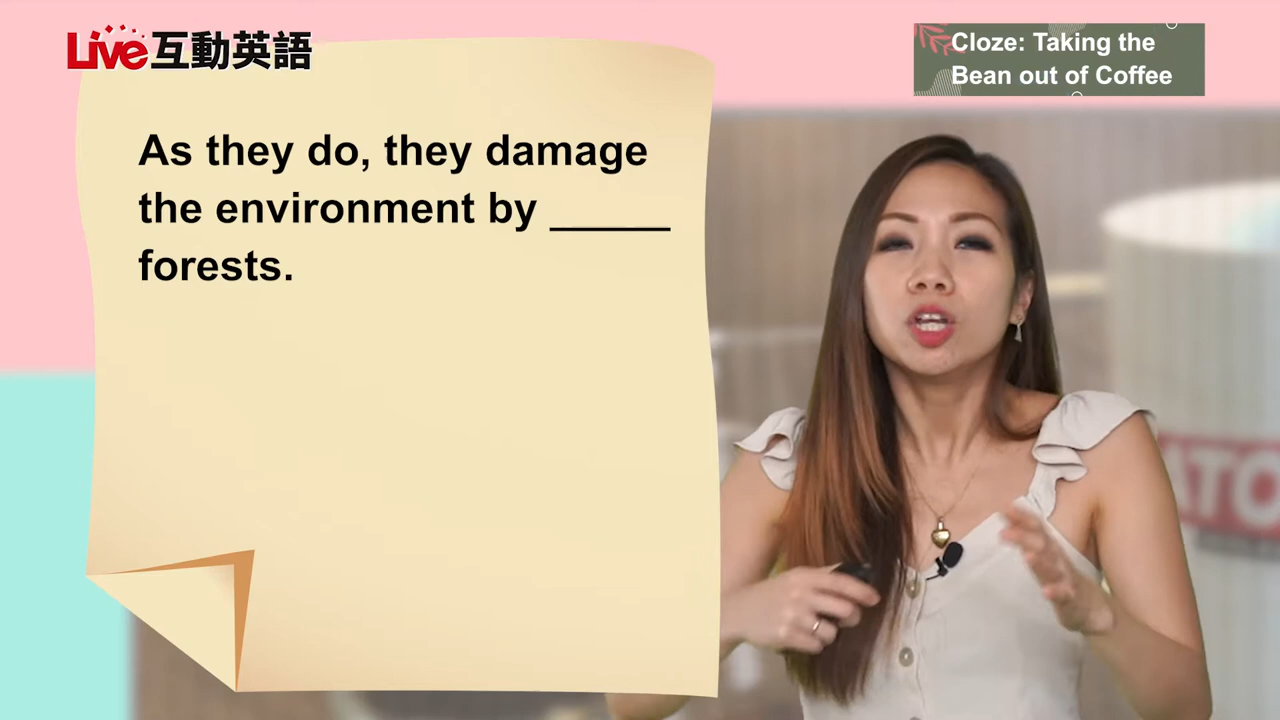 Live互動英語
Cloze: Taking the
Bean out of Coffee
As they do, they damage
the environment by _____
forests.
ATO